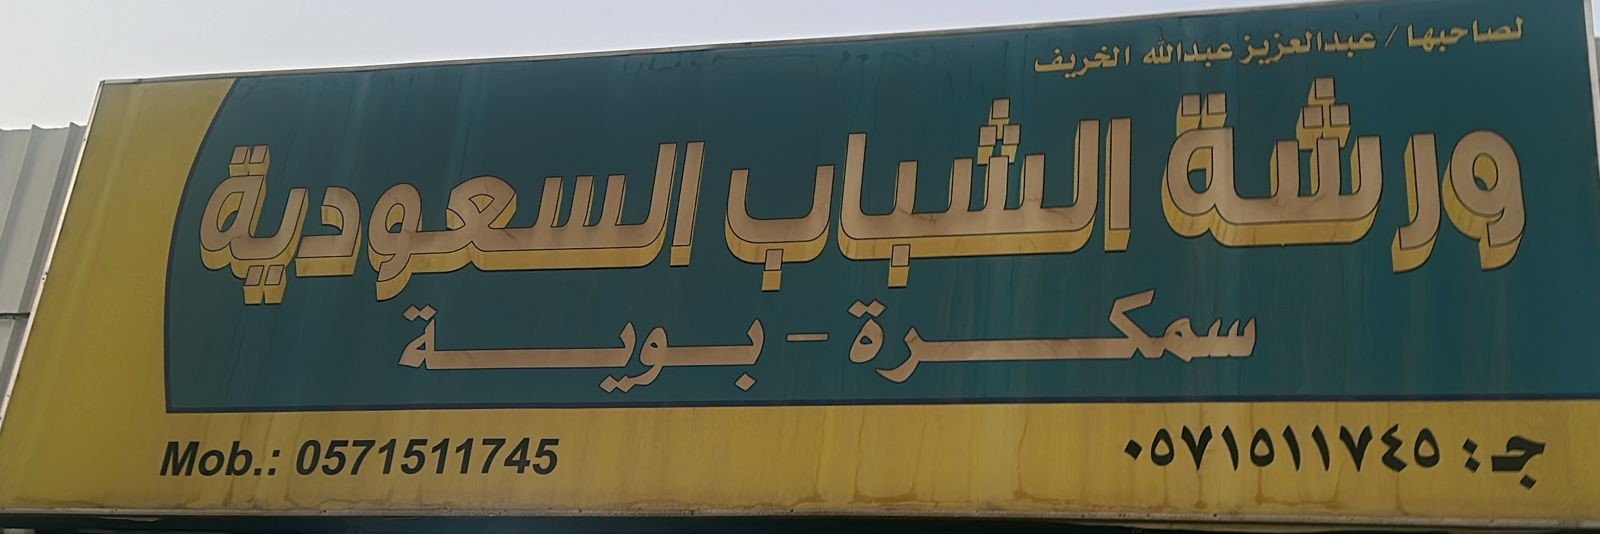 لصاحبها / عبدالعزيز عبدالله الخريف
ورشة الشباب السعودية
سمكرة - بوية
ج: ٠٥٧١٥١١٧٤٥
Mob.: 0571511745